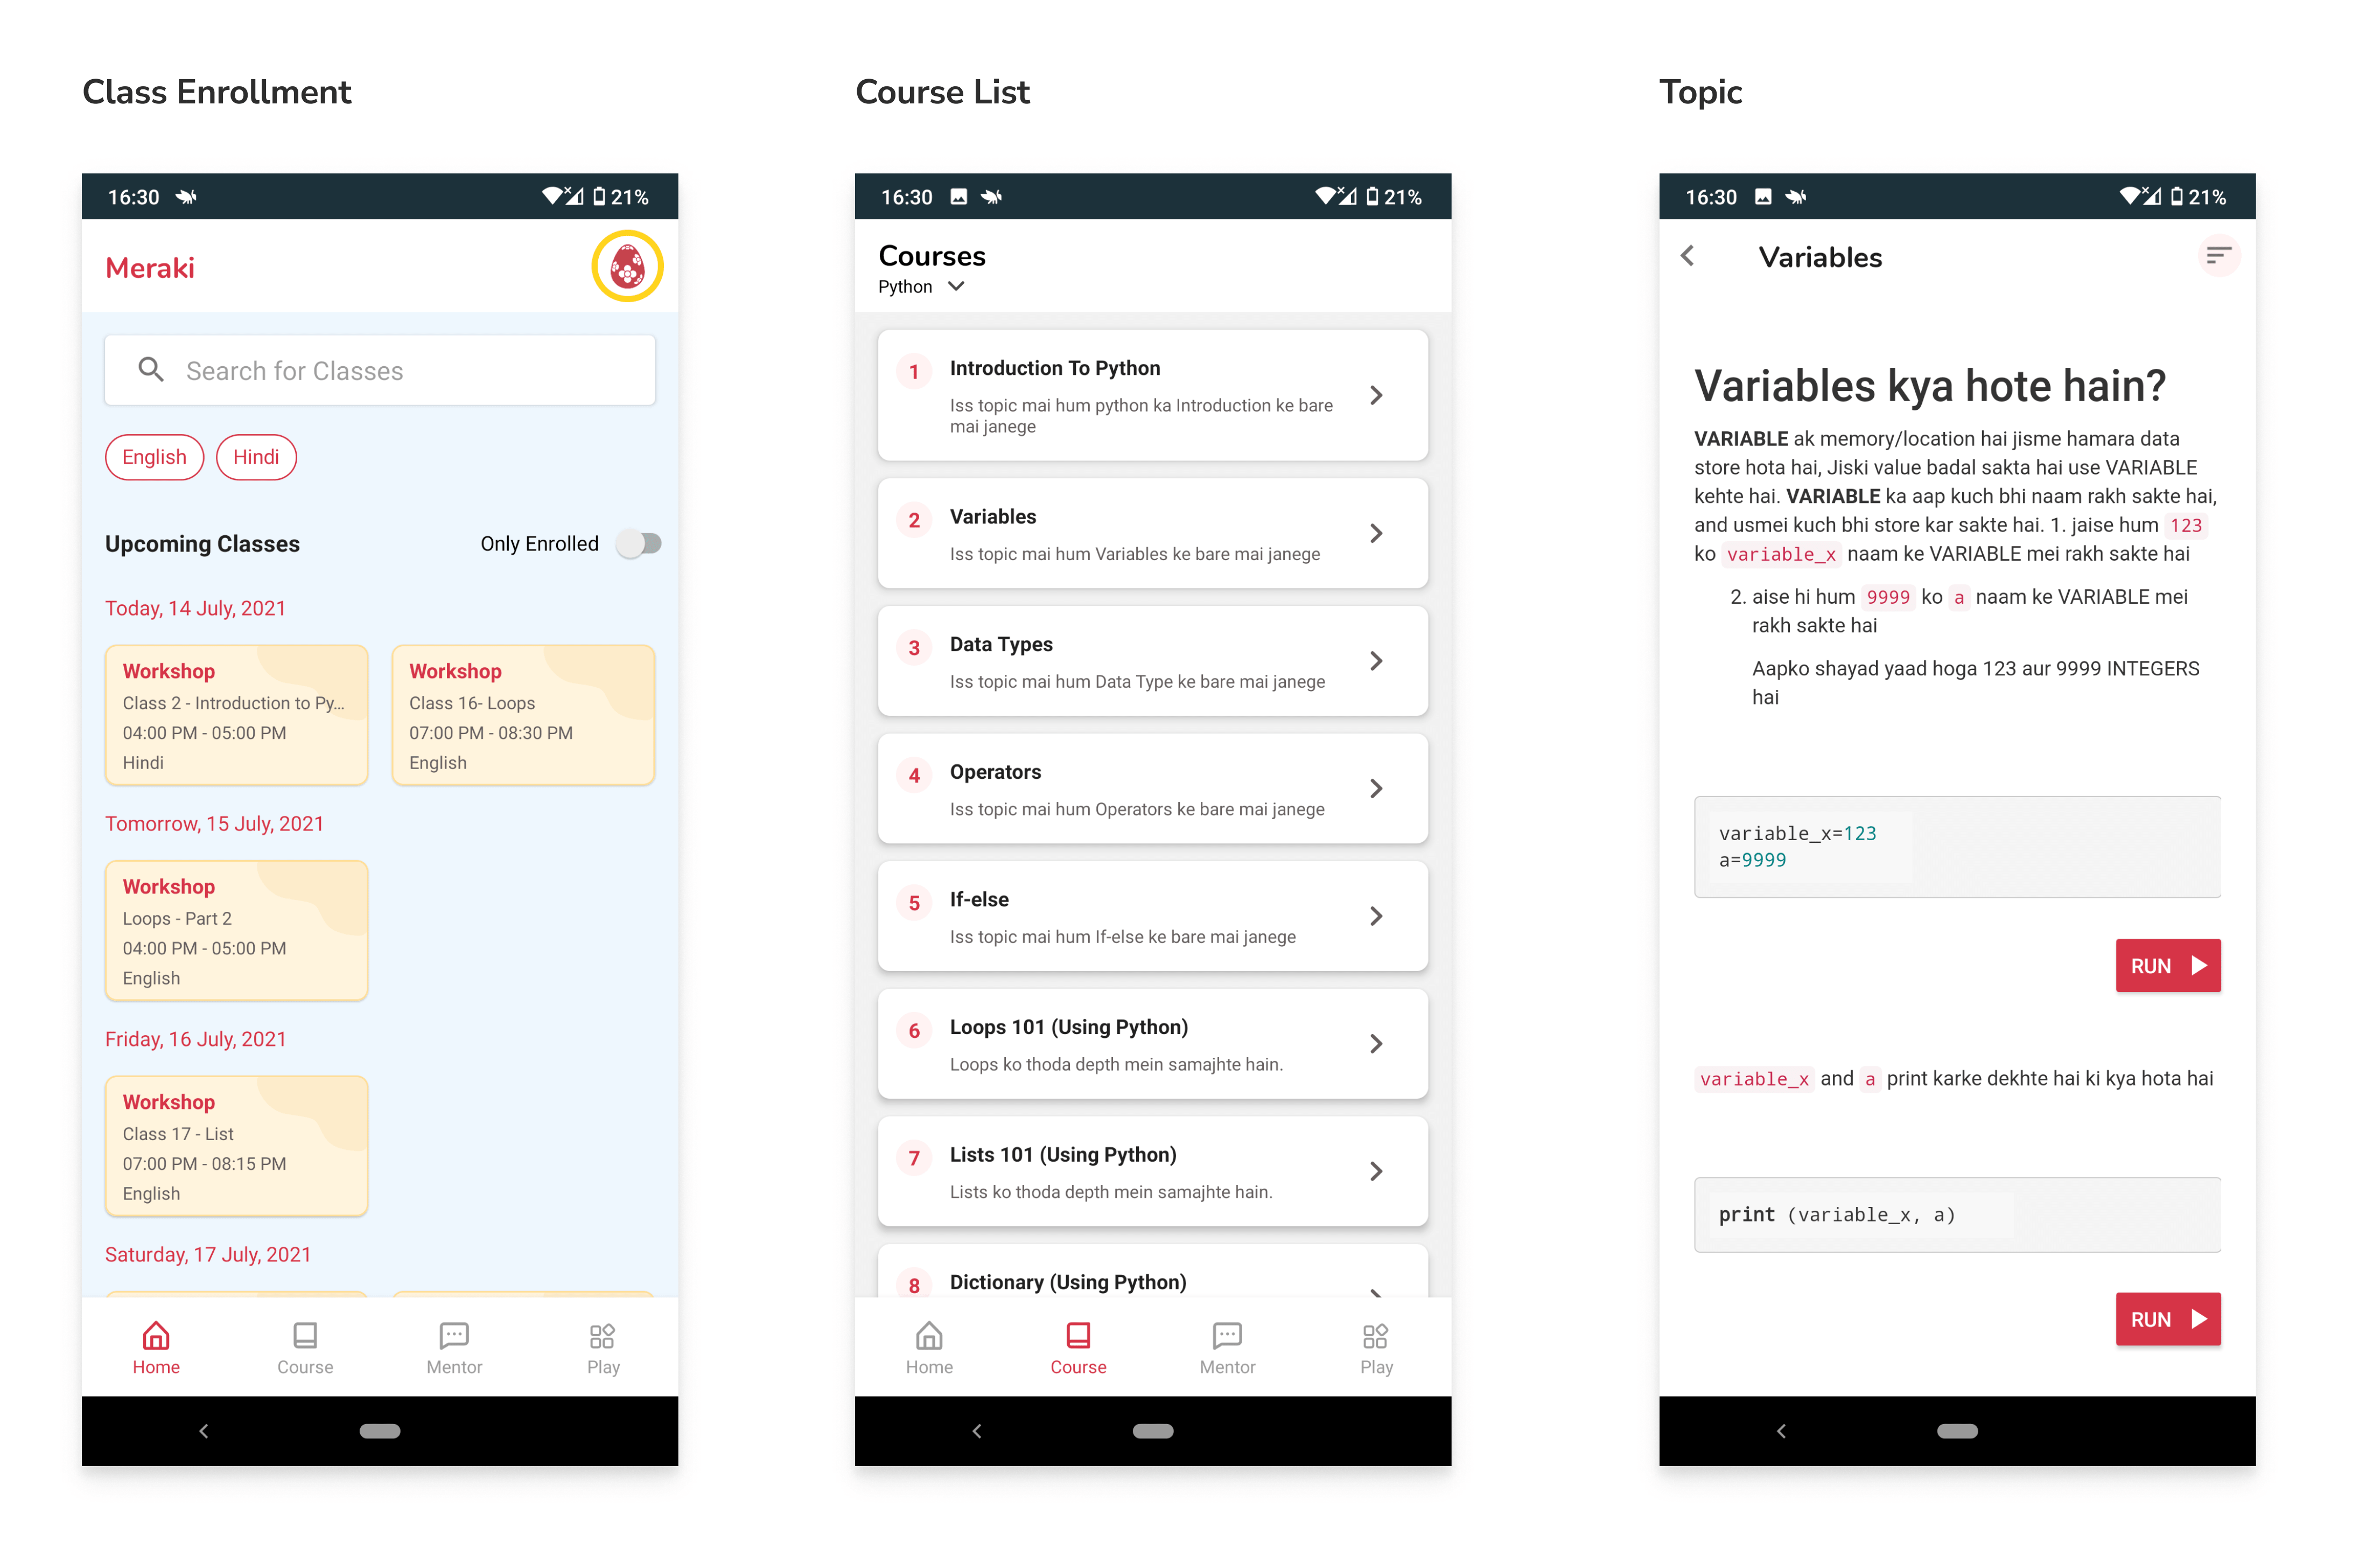 Class Enrollment
16:30
21%
Meraki
Search for Classes
English
Hindi
Upcoming Classes
Only Enrolled
Today, 14 July, 2021
Workshop
Class 2 - Introduction to Py...
04:00 PM - 05:00 PM
Hindi
Workshop
Class 16- Loops
07:00 PM - 08:30 PM
English
Tomorrow, 15 July, 2021
Workshop
Loops - Part 2
04:00 PM - 05:00 PM
English
Friday, 16 July, 2021
Workshop
Class 17 - List
07:00 PM - 08:15 PM
English
Saturday, 17 July, 2021
Home
Course
Mentor
Play
Course List
16:30
21%
Courses
Python
1
Introduction To Python
Iss topic mai hum python ka Introduction ke bare
mai janege
2
Variables
Iss topic mai hum Variables ke bare mai janege
3
Data Types
Iss topic mai hum Data Type ke bare mai janege
4
Operators
Iss topic mai hum Operators ke bare mai janege
5
If-else
Iss topic mai hum If-else ke bare mai janege
6
Loops 101 (Using Python)
Loops ko thoda depth mein samajhte hain.
7
Lists 101 (Using Python)
Lists ko thoda depth mein samajhte hain.
8
Dictionary (Using Python)
Home
Course
Mentor
Play
Topic
16:30
21%
Variables
Variables kya hote hain?
VARIABLE ak memory/location hai jisme hamara data
store hota hai, Jiski value badal sakta hai use VARIABLE
kehte hai. VARIABLE ka aap kuch bhi naam rakh sakte hai,
and usmei kuch bhi store kar sakte hai. 1. jaise hum 123
ko variable_x naam ke VARIABLE mei rakh sakte hai
2. aise hi hum 9999 ko a naam ke VARIABLE mei
rakh sakte hai
Aapko shayad yaad hoga 123 aur 9999 INTEGERS
hai
variable_x=123
a=9999
RUN
variable_x and a print karke dekhte hai ki kya hota hai
print (variable_x, a)
RUN